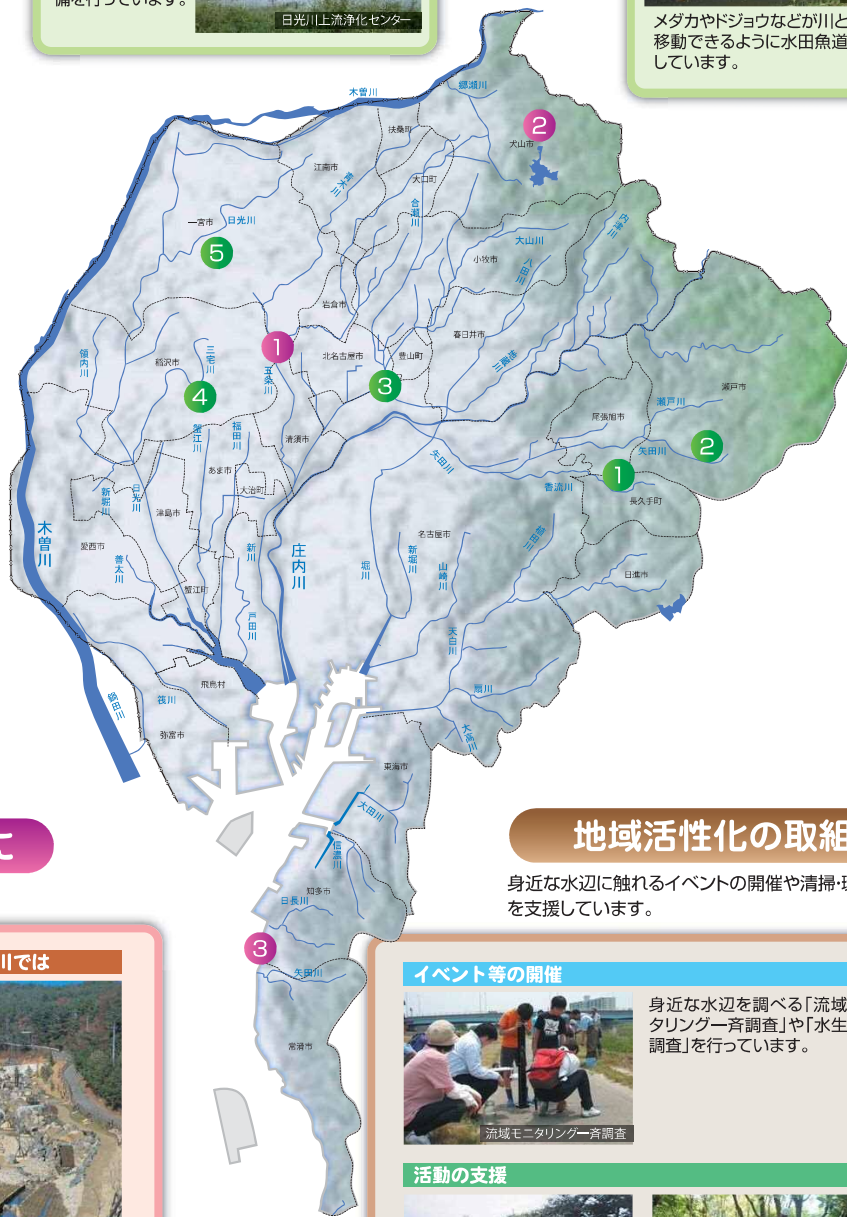 備を行っています。
日光川上流浄化センター
メダカやドジョウなどが川と
移動できるように水田魚道
しています。
木曽川
郷瀬川
扶桑町
2
犬山市
江南市
青木川
大口町
合瀬川
一宮市
日光川
5
大山川
内津川
小牧市
八田川
岩倉市
春日井市
1
北名古屋市
豊山町
領内川
稲沢市
三宅川
五条川
3
地蔵川
瀬戸市
4
瀬戸川
尾張旭市
蟹江川
福田川
清須市
矢田川
矢田川
2
1
あま市
香流川
長久手町
大治町
新堀川
日光川
津島市
木曽川
愛西市
名古屋市
植田川
善太川
新川
庄内川
堀川
新堀川
山崎川
日進市
蟹江町
戸田川
天白川
飛島村
扇川
鍋田川
筏川
弥富市
大高川
東海市
大田川
に
地域活性化の取組
信濃川
身近な水辺に触れるイベントの開催や清掃・環
を支援しています。
知多市
日長川
3
川では
矢田川
イベント等の開催
常滑市
身近な水辺を調べる「流域
タリング一斉調査」や「水生
調査」を行っています。
流域モニタリング一斉調査
活動の支援